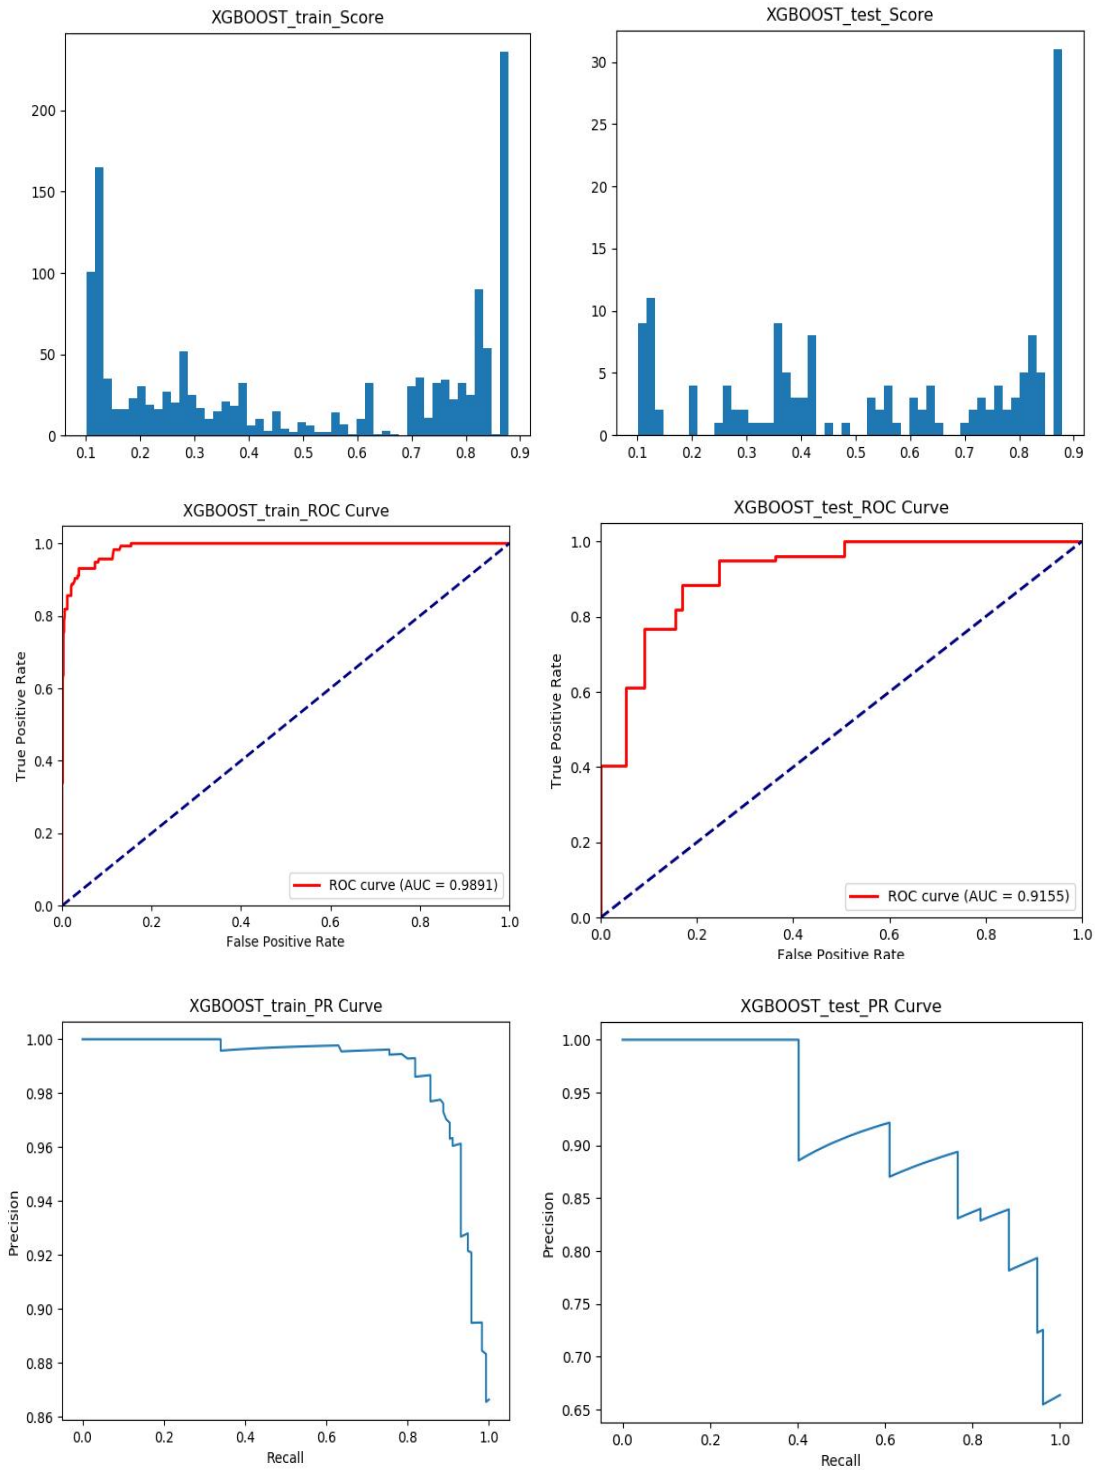 XGBOOST_train_Score
200
150
100
50
0
0.1 0.2 0.3 0.4 0.5 0.6 0.7 0.8 0.9
XGBOOST_test_Score
30
25
20
15
10
5
0
0.1 0.2 0.3 0.4 0.5 0.6 0.7 0.8 0.9
XGBOOST_train_ROC Curve
True Positive Rate
1.0
0.8
0.6
0.4
0.2
0.0
ROC curve (AUC = 0.9891)
0.0 0.2 0.4 0.6 0.8 1.0
False Positive Rate
XGBOOST_test_ROC Curve
True Positive Rate
1.0
0.8
0.6
0.4
0.2
0.0
ROC curve (AUC = 0.9155)
0.0 0.2 0.4 0.6 0.8 1.0
False Positive Rate
XGBOOST_train_PR Curve
Precision
1.00
0.98
0.96
0.94
0.92
0.90
0.88
0.86
0.0 0.2 0.4 0.6 0.8 1.0
Recall
XGBOOST_test_PR Curve
Precision
1.00
0.95
0.90
0.85
0.80
0.75
0.70
0.65
0.0 0.2 0.4 0.6 0.8 1.0
Recall